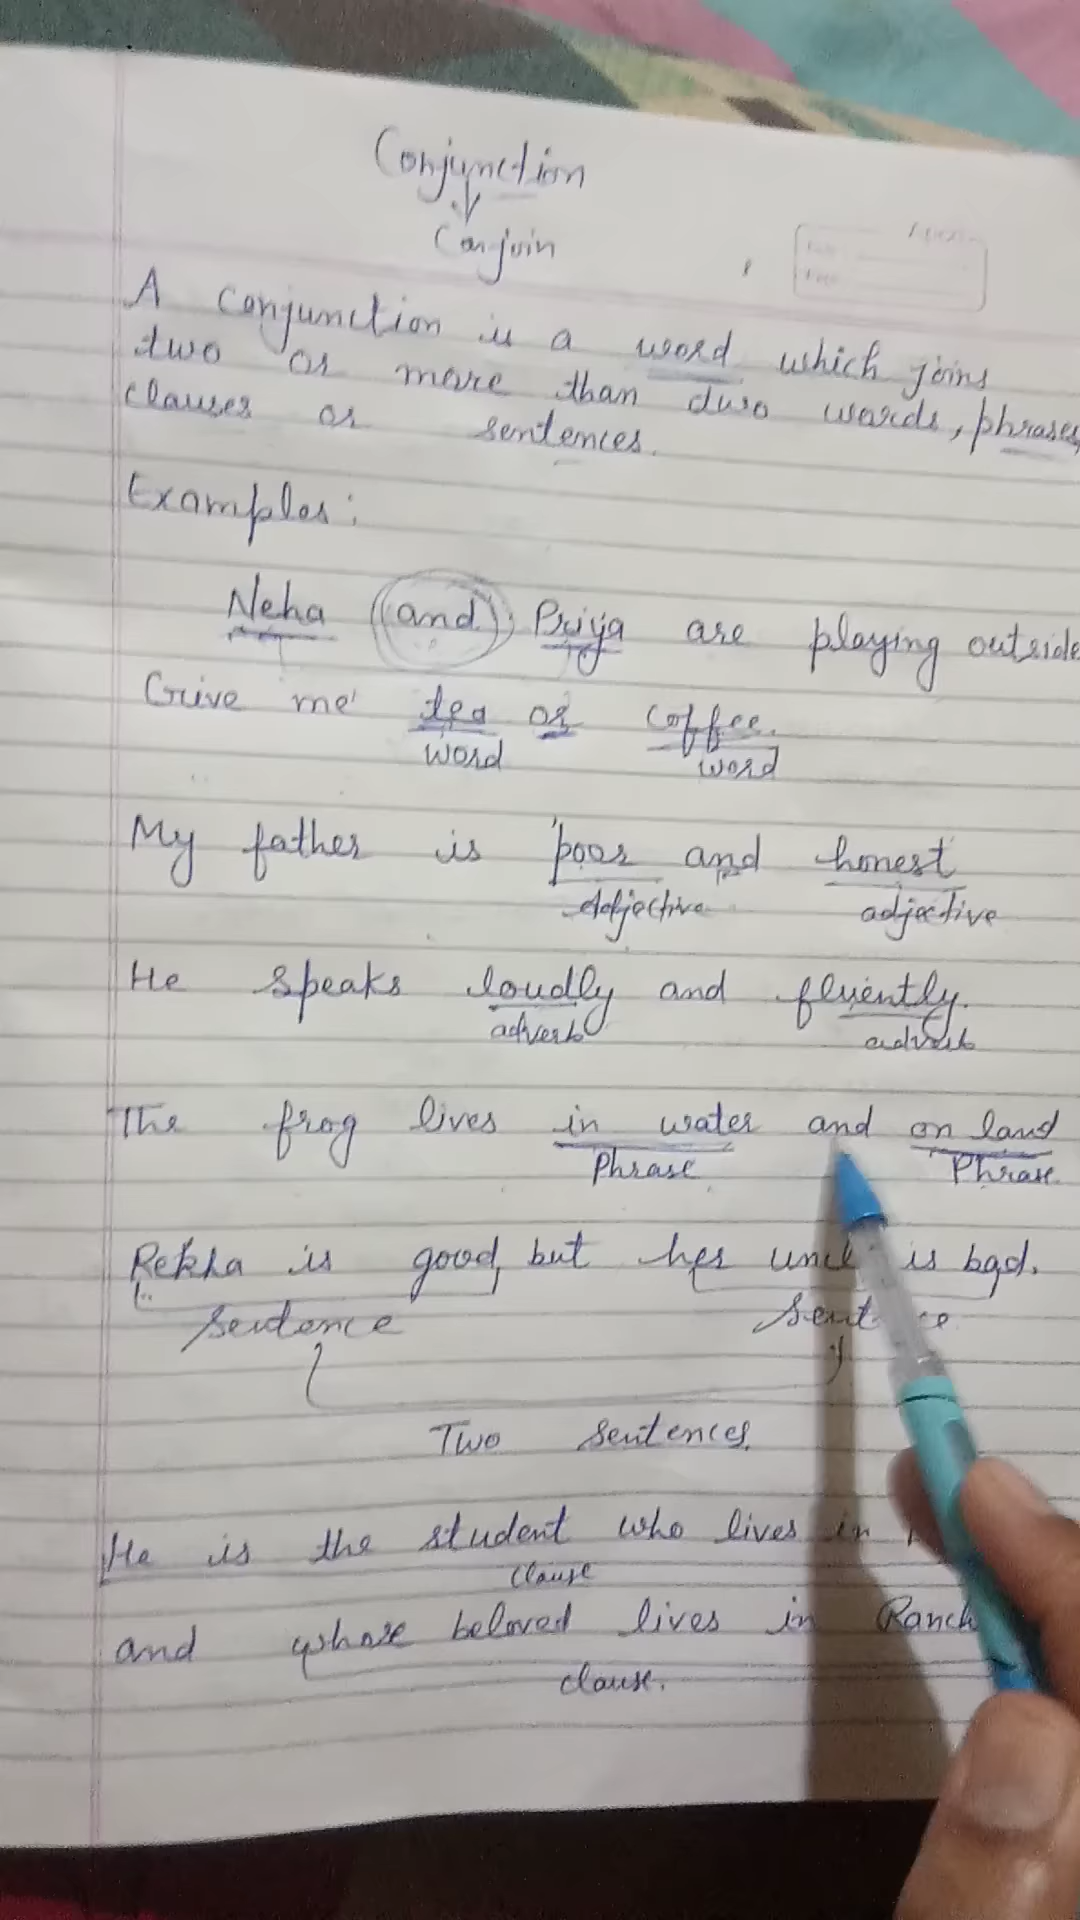 Conjunction
Conjoin
A conjunction is a word which joins
two or more than two words, phrases,
clauses or sentences.
Examples:
Neha and Priya are playing outside
Give me tea or coffee.
word word
My father is poor and honest
adjective adjective
He speaks loudly and fluently.
adverb adverb
The frog lives in water and on land
Phrase Phrase
Rekha is good, but her uncle is bad.
Sentence Sentence
Two Sentences.
He is the student who lives in
clause
and whose beloved lives in
clause.